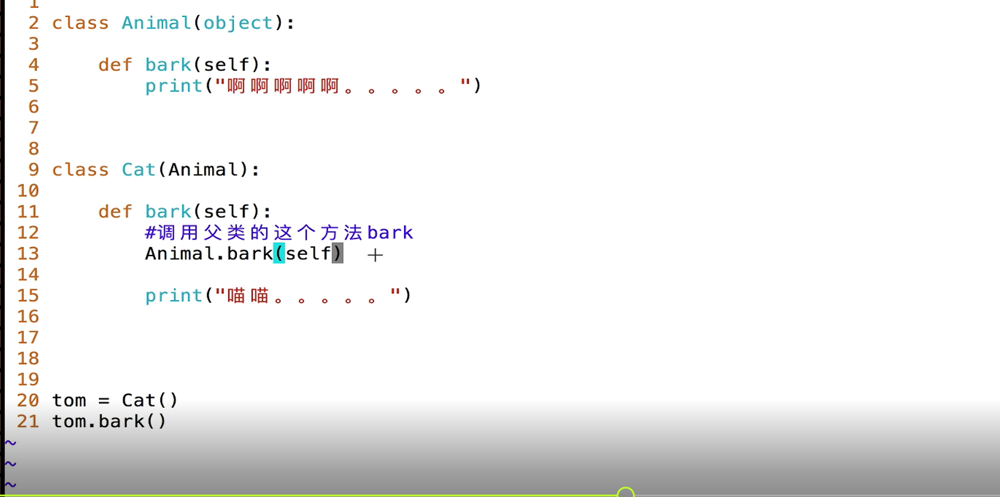 1
2 class Animal(object):
3
4     def bark(self):
5         print("啊啊啊啊啊。。。。。")
6
7
8
9 class Cat(Animal):
10
11     def bark(self):
12         #调用父类的这个方法bark
13         Animal.bark(self)
14
15         print("喵喵。。。。。")
16
17
18
19
20 tom = Cat()
21 tom.bark()
~
~
~